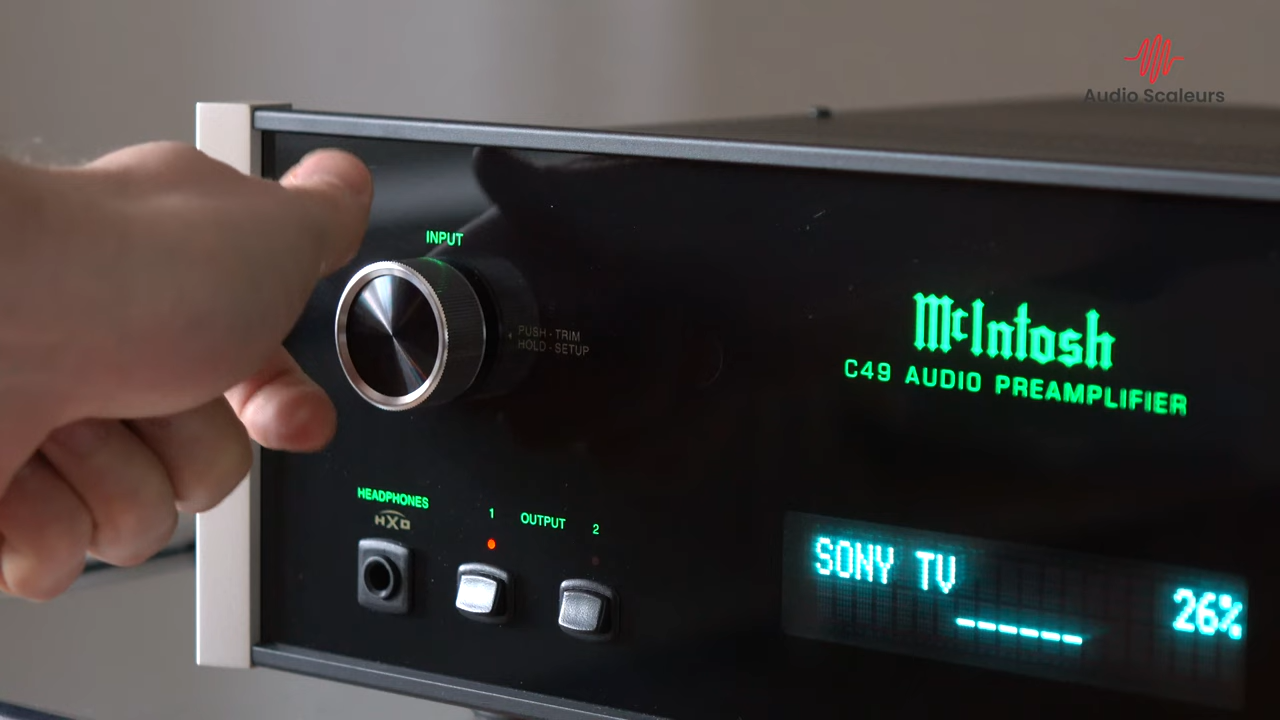 Audio Scaleurs
INPUT
PUSH - TRIM
HOLD - SETUP
McIntosh
C49 AUDIO PREAMPLIFIER
HEADPHONES
HXD
1 OUTPUT 2
SONY TV
26%